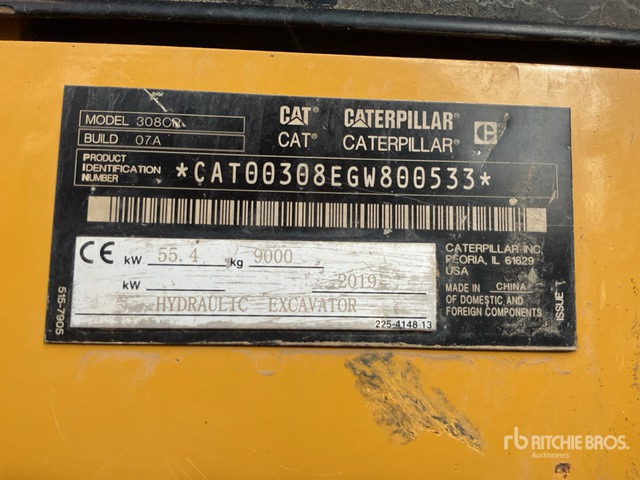 MODEL 308CR
BUILD 07A
CAT CATERPILLAR
CAT® CATERPILLAR®
PRODUCT IDENTIFICATION NUMBER *CAT00308EGW800533*
CE kW 55.4 kg 9000
kW 2019
HYDRAULIC EXCAVATOR
225-4148 13
CATERPILLAR INC.
PEORIA, IL 61629
USA
MADE IN CHINA
OF DOMESTIC AND
FOREIGN COMPONENTS
515-7905
ISSUE 1
rb RITCHIE BROS.
Auctioneers